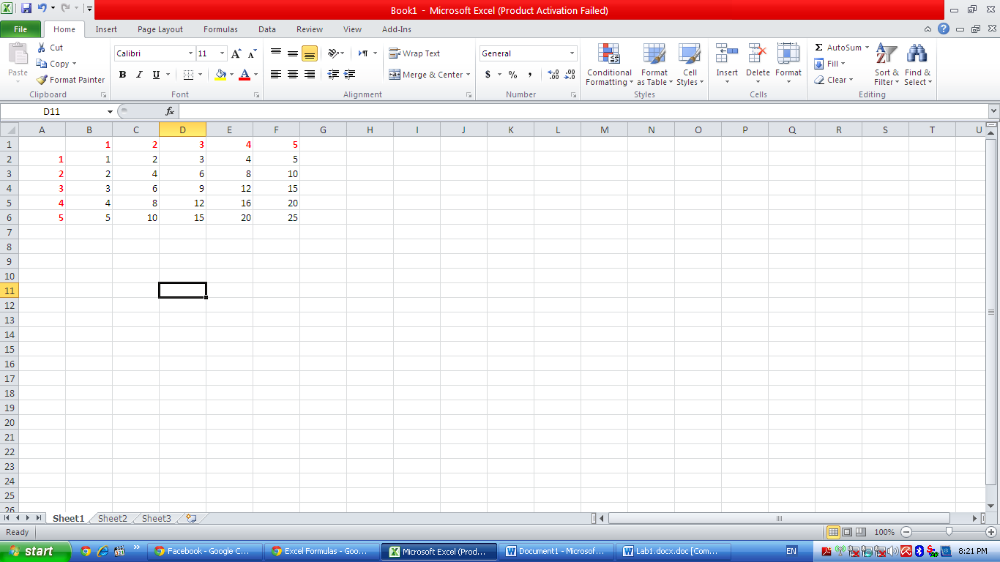 Book1 - Microsoft Excel (Product Activation Failed)
File Home Insert Page Layout Formulas Data Review View Add-Ins
Paste
Cut
Copy
Format Painter
Clipboard
Calibri 11
B I U
Font
Wrap Text
Merge & Center
Alignment
General
$ % ,
Number
Conditional Formatting
Format as Table
Cell Styles
Styles
Insert Delete Format
Cells
Σ AutoSum
Fill
Clear
Sort & Filter
Find & Select
Editing
D11 fx
A B C D E F G H I J K L M N O P Q R S T U
1 1 2 3 4 5
2 1 1 2 3 4 5
3 2 2 4 6 8 10
4 3 3 6 9 12 15
5 4 4 8 12 16 20
6 5 5 10 15 20 25
7
8
9
10
11
12
13
14
15
16
17
18
19
20
21
22
23
24
25
26
Sheet1 Sheet2 Sheet3
Ready 100%
start Facebook - Google C... Excel Formulas - Goo... Microsoft Excel (Prod... Document1 - Microsof... Lab1.docx.doc [Com... EN 8:21 PM